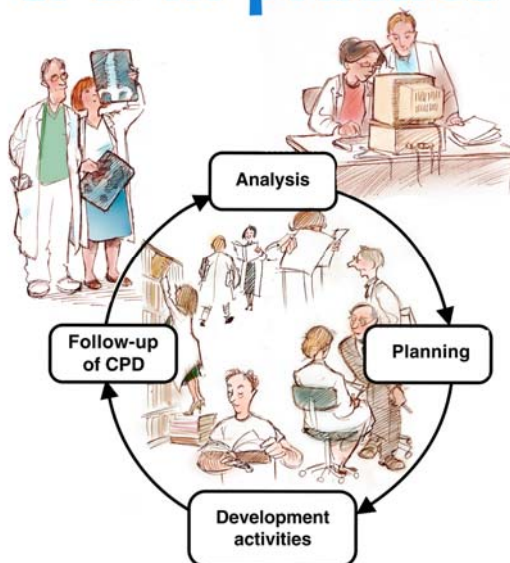 Analysis
Planning
Development
activities
Follow-up
of CPD